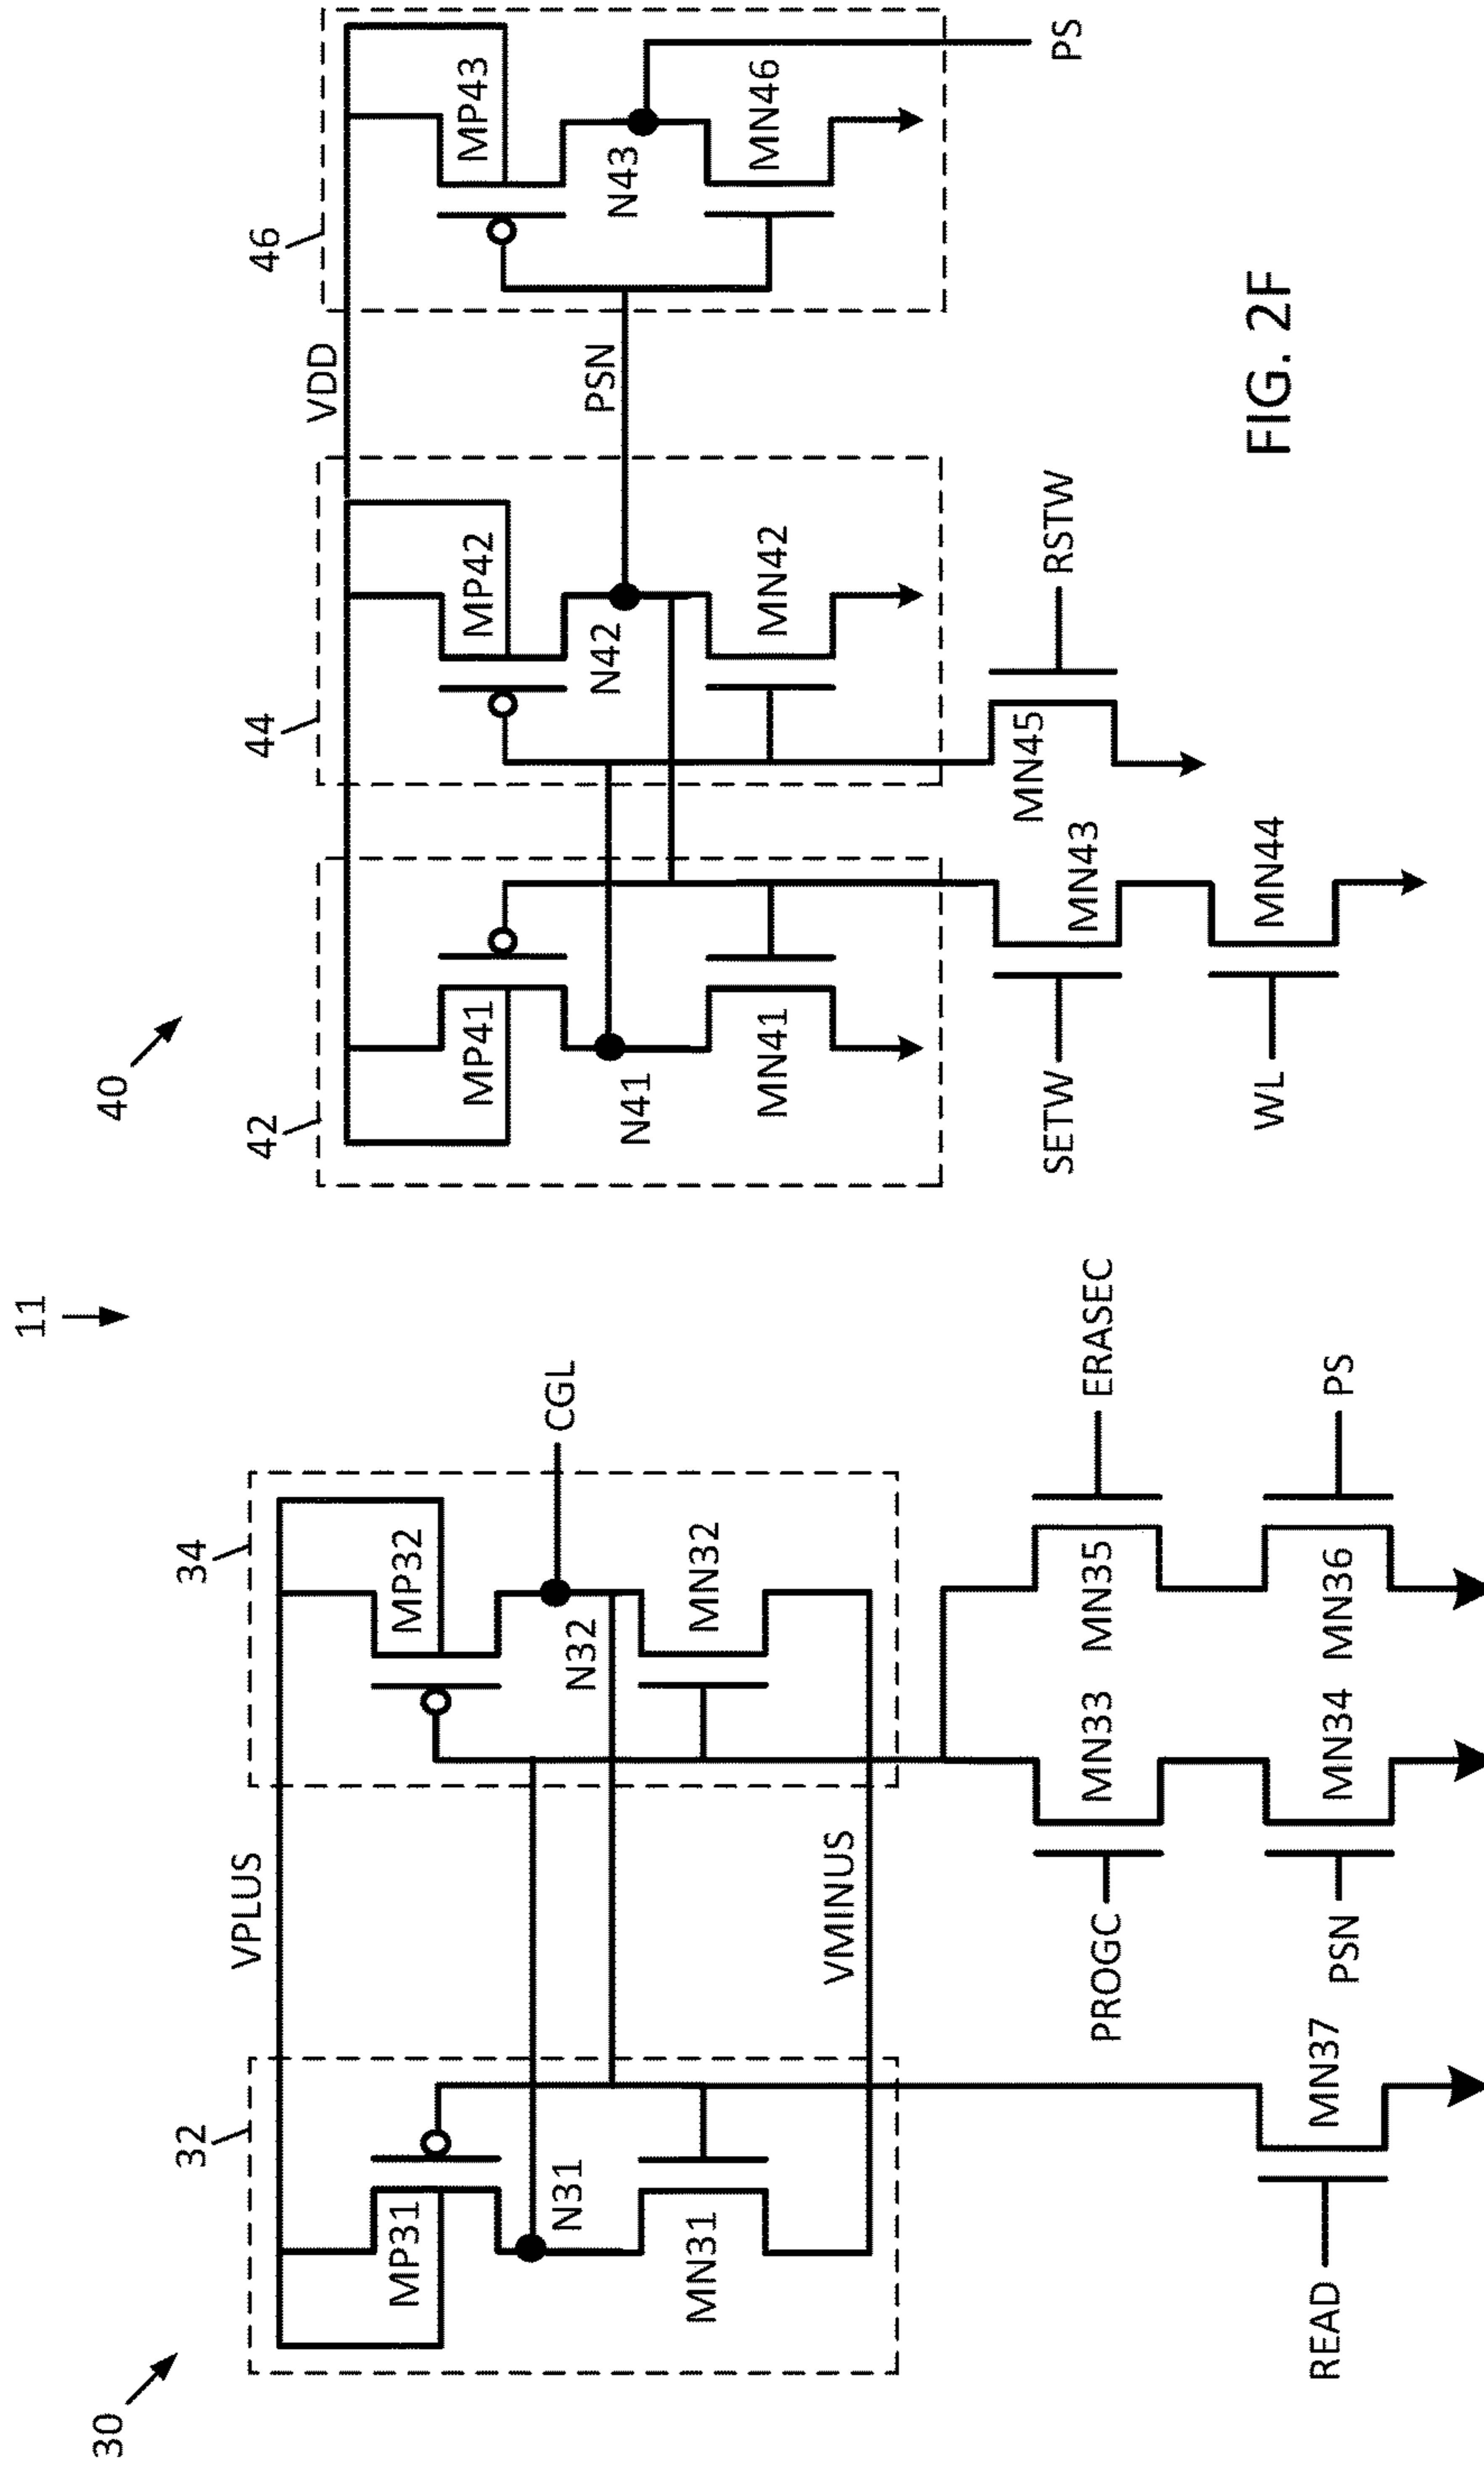 11
30
32
VPLUS
34
MP31
MP32
N31
N32
CGL
MN31
MN32
VMINUS
READ
MN37
PROGC
MN33
PSN
MN34
MN35
ERASEC
MN36
PS
40
42
44
VDD
46
MP41
MP42
MP43
N41
N42
PSN
N43
MN41
MN42
MN46
PS
SETW
MN43
MN45
RSTW
WL
MN44
FIG. 2F